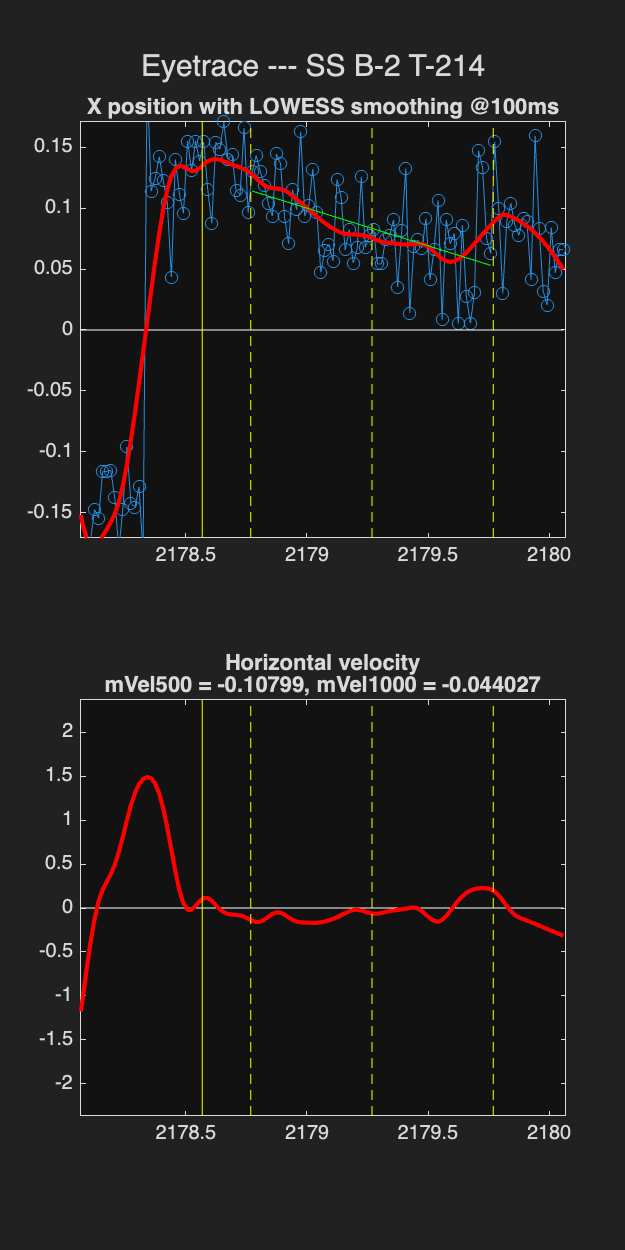 Eyetrace --- SS B-2 T-214
X position with LOWESS smoothing @100ms
0.15
0.1
0.05
0
-0.05
-0.1
-0.15
2178.5 2179 2179.5 2180
Horizontal velocity
mVel500 = -0.10799, mVel1000 = -0.044027
2
1.5
1
0.5
0
-0.5
-1
-1.5
-2
2178.5 2179 2179.5 2180